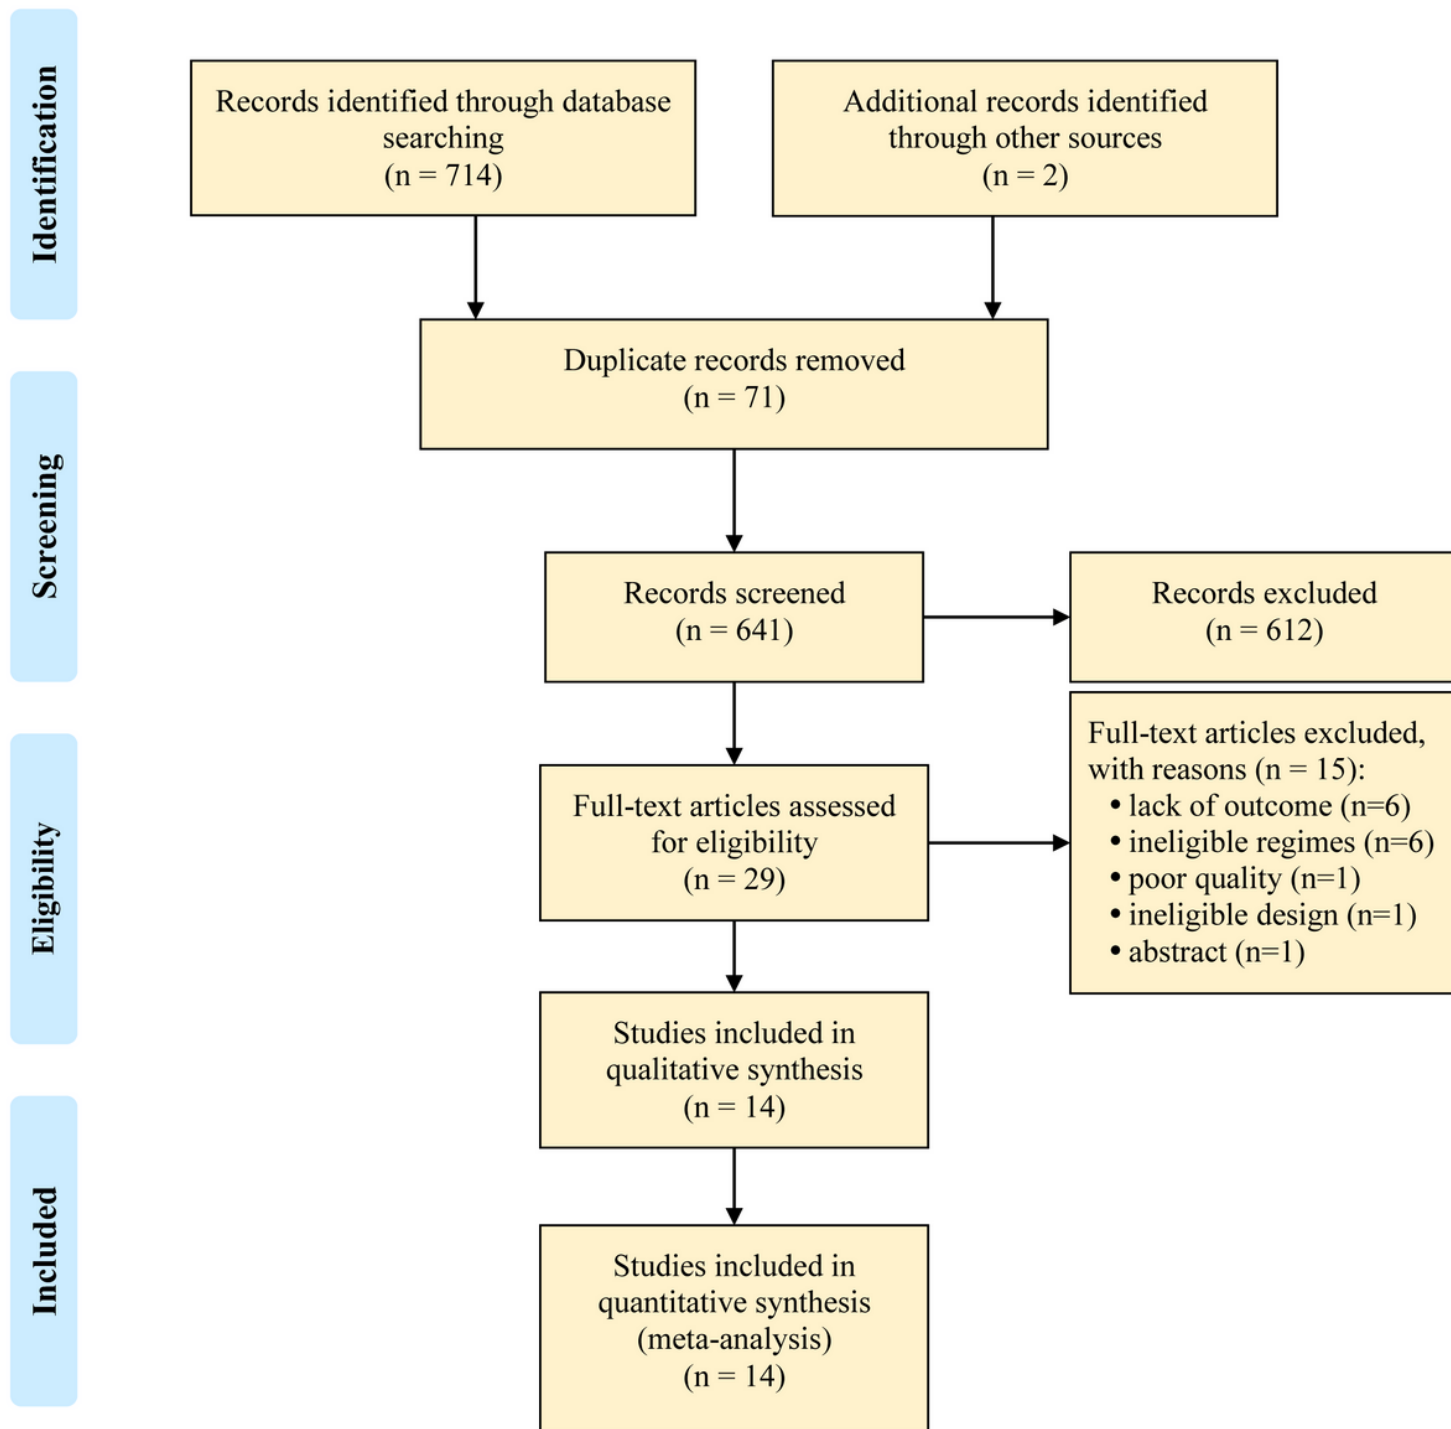 Identification
Records identified through database
searching
(n = 714)
Additional records identified
through other sources
(n = 2)
Duplicate records removed
(n = 71)
Screening
Records screened
(n = 641)
Records excluded
(n = 612)
Eligibility
Full-text articles assessed
for eligibility
(n = 29)
Full-text articles excluded,
with reasons (n = 15):
• lack of outcome (n=6)
• ineligible regimes (n=6)
• poor quality (n=1)
• ineligible design (n=1)
• abstract (n=1)
Studies included in
qualitative synthesis
(n = 14)
Included
Studies included in
quantitative synthesis
(meta-analysis)
(n = 14)